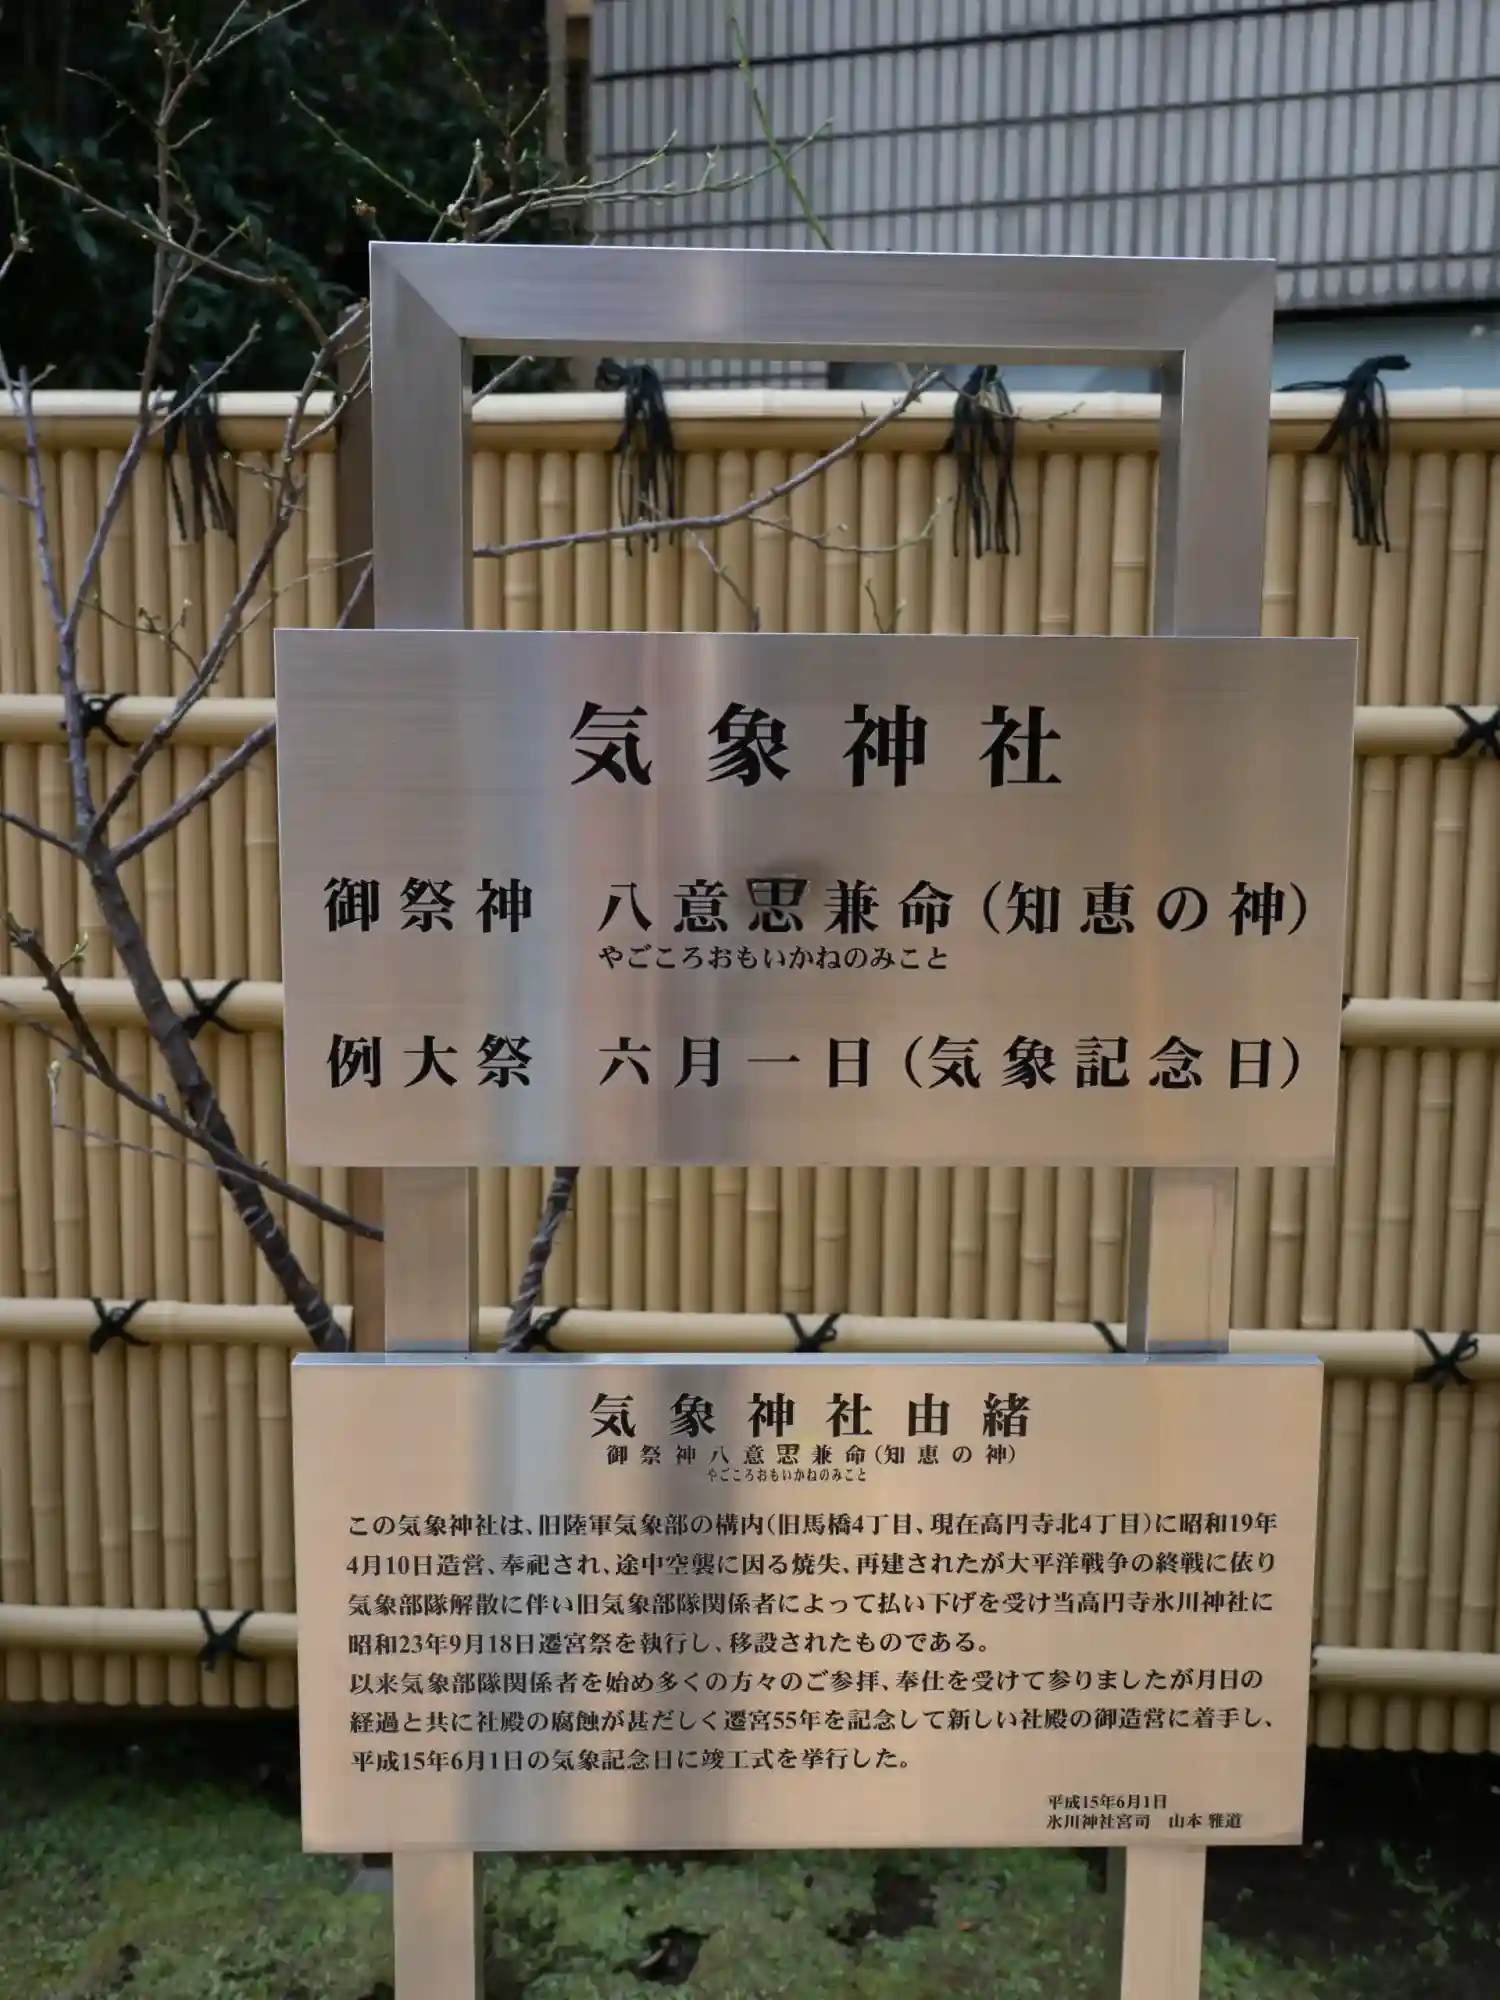 気象神社
御祭神 八意思兼命(知恵の神)
やごころおもいかねのみこと
例大祭 六月一日(気象記念日)
気象神社由緒
御祭神八意思兼命(知恵の神)
やごころおもいかねのみこと
この気象神社は、旧陸軍気象部の構内(旧馬橋4丁目、現在高円寺北4丁目)に昭和19年
4月10日造営、奉祀され、途中空襲に因る焼失、再建されたが大平洋戦争の終戦に依り
気象部隊解散に伴い旧気象部隊関係者によって払い下げを受け当高円寺氷川神社に
昭和23年9月18日遷宮祭を執行し、移設されたものである。
以来気象部隊関係者を始め多くの方々のご参拝、奉仕を受けて参りましたが月日の
経過と共に社殿の腐蝕が甚だしく遷宮55年を記念して新しい社殿の御造営に着手し、
平成15年6月1日の気象記念日に竣工式を挙行した。
平成15年6月1日
氷川神社宮司 山本 雅道